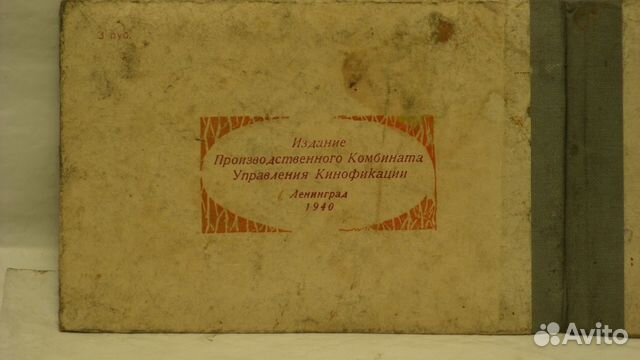 3 руб.
Издание
Производственного Комбината
Управления Кинофикации
Ленинград
1940
Avito